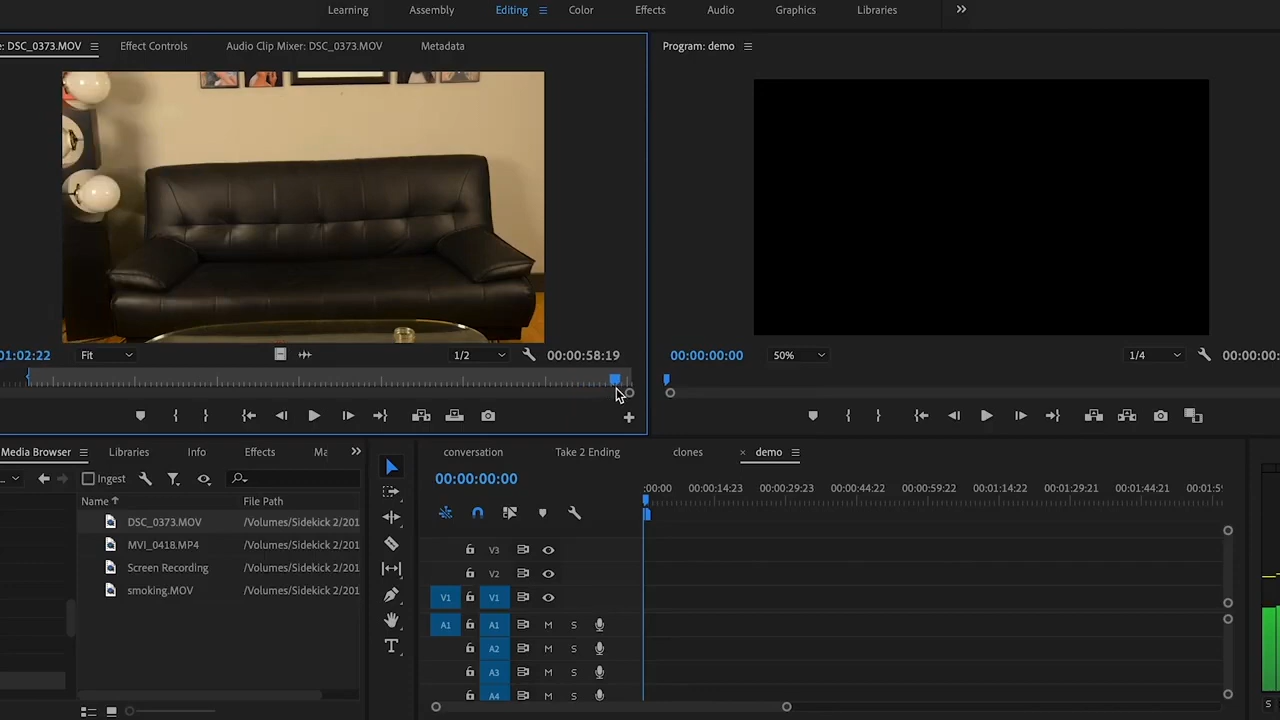 Learning Assembly Editing Color Effects Audio Graphics Libraries
: DSC_0373.MOV Effect Controls Audio Clip Mixer: DSC_0373.MOV Metadata Program: demo
01:02:22 Fit 1/2 00:00:58:19 00:00:00:00 50% 1/4 00:00:
Media Browser Libraries Info Effects Ma
conversation Take 2 Ending clones × demo
Ingest
00:00:00:00
:00:00 00:00:14:23 00:00:29:23 00:00:44:22 00:00:59:22 00:01:14:22 00:01:29:21 00:01:44:21 00:01:5
Name File Path
DSC_0373.MOV /Volumes/Sidekick 2/201
MVI_0418.MP4 /Volumes/Sidekick 2/201
Screen Recording /Volumes/Sidekick 2/201
smoking.MOV /Volumes/Sidekick 2/201
V3
V2
V1 V1
A1 A1 M S
A2 M S
A3 M S
A4 M S
T
S